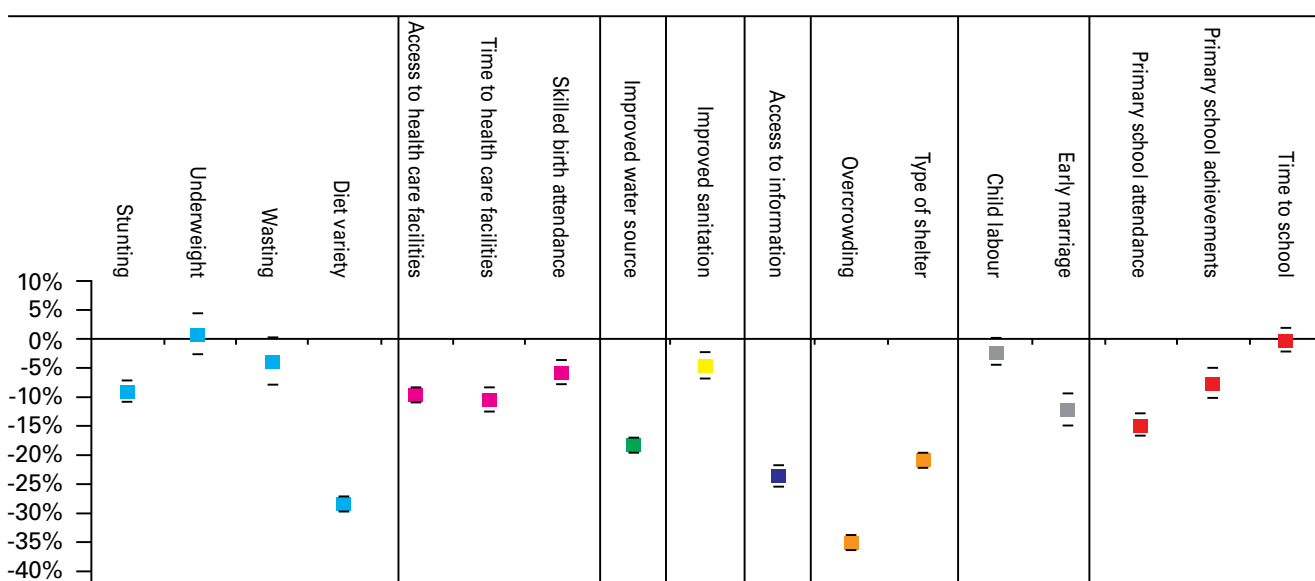 Stunting
Underweight
Wasting
Diet variety
Access to health care facilities
Time to health care facilities
Skilled birth attendance
Improved water source
Improved sanitation
Access to information
Overcrowding
Type of shelter
Child labour
Early marriage
Primary school attendance
Primary school achievements
Time to school
10%
5%
0%
-5%
-10%
-15%
-20%
-25%
-30%
-35%
-40%